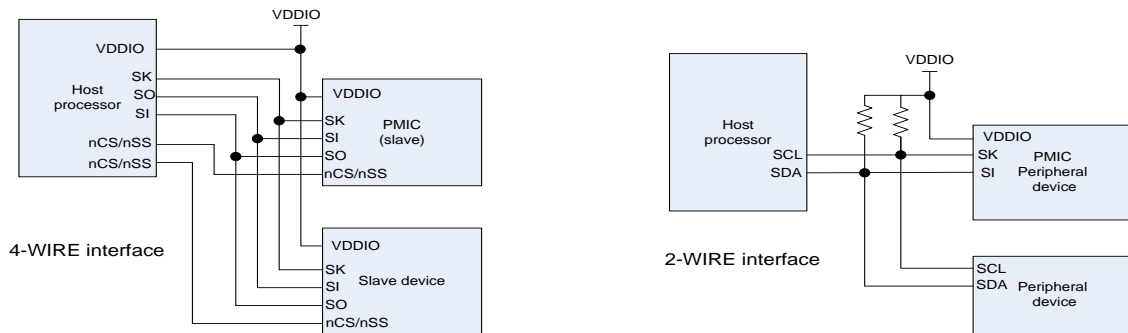 VDDIO
VDDIO
Host
processor
SK
SO
SI
nCS/nSS
nCS/nSS
VDDIO
SK
SI
SO
nCS/nSS
PMIC
(slave)
VDDIO
SK
SI
SO
nCS/nSS
Slave device
4-WIRE interface
VDDIO
Host
processor
SCL
SDA
VDDIO
SK
SI
PMIC
Peripheral
device
SCL
SDA
Peripheral
device
2-WIRE interface